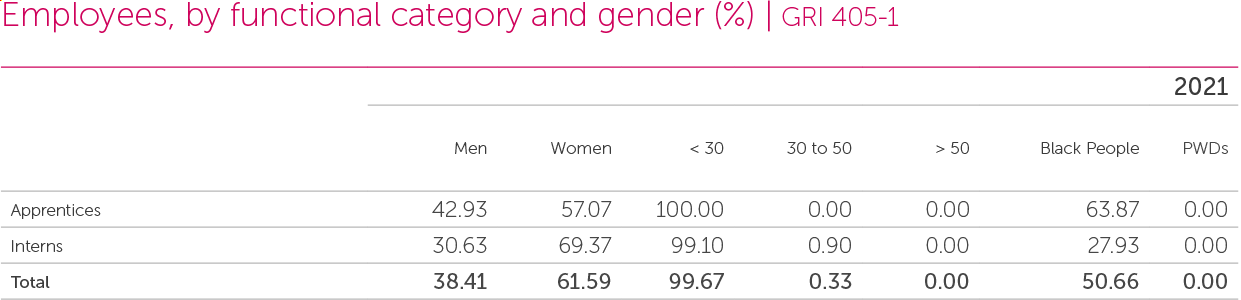 Employees, by functional category and gender (%) | GRI 405-1
2021
Men Women < 30 30 to 50 > 50 Black People PWDs
Apprentices 42.93 57.07 100.00 0.00 0.00 63.87 0.00
Interns 30.63 69.37 99.10 0.90 0.00 27.93 0.00
Total 38.41 61.59 99.67 0.33 0.00 50.66 0.00